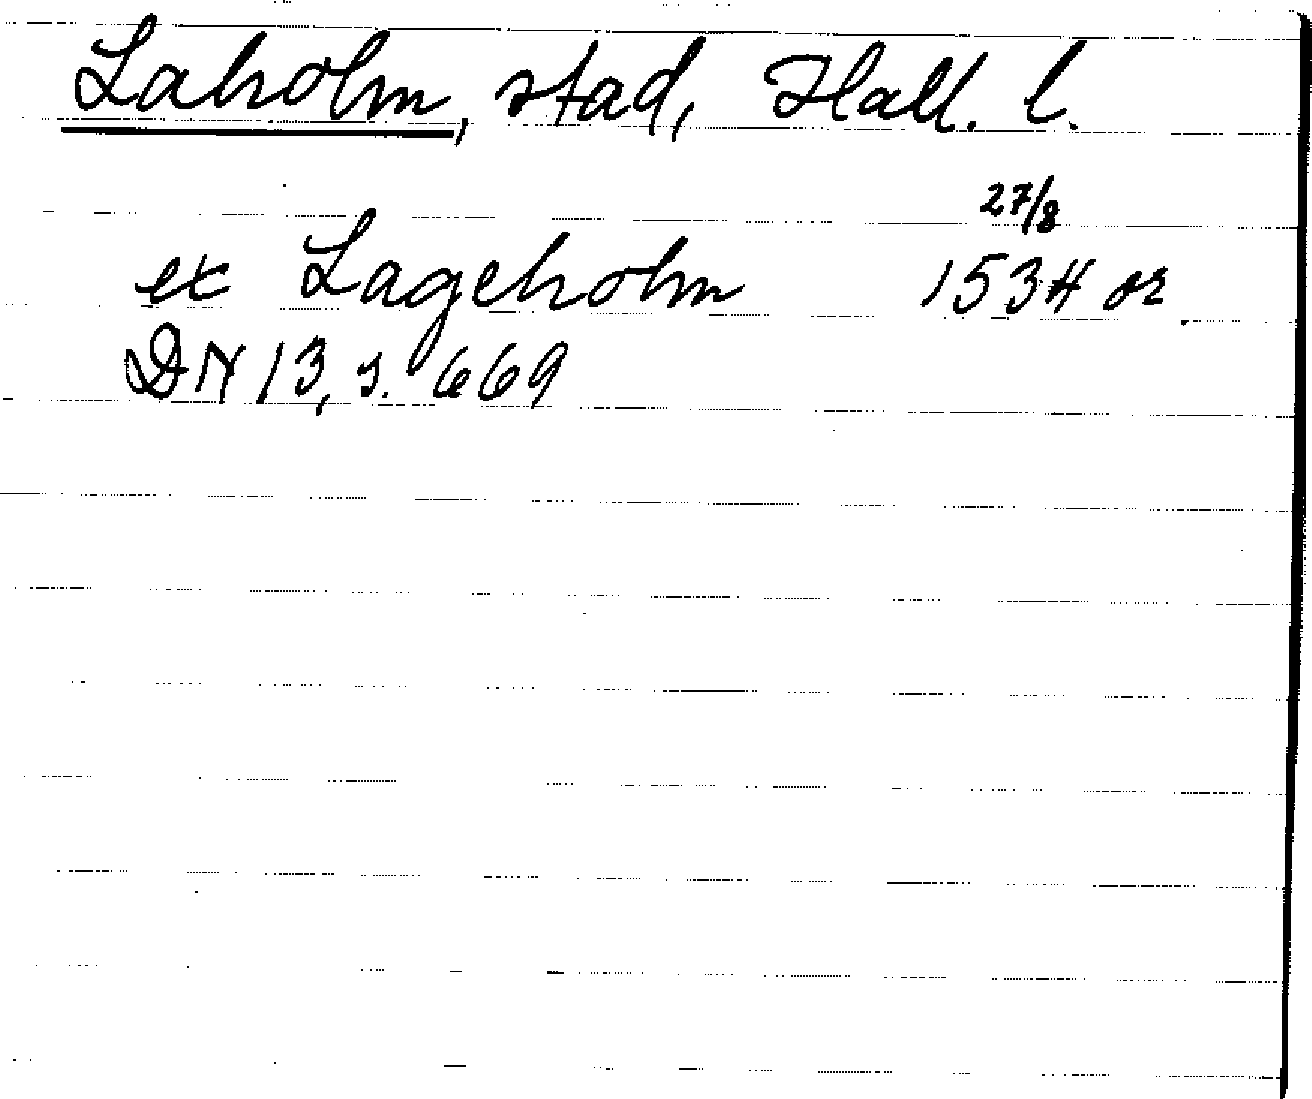 Laholm, stad, Hall. l.
27/8
ex Lageholm 1534 or
DN 13, s. 669